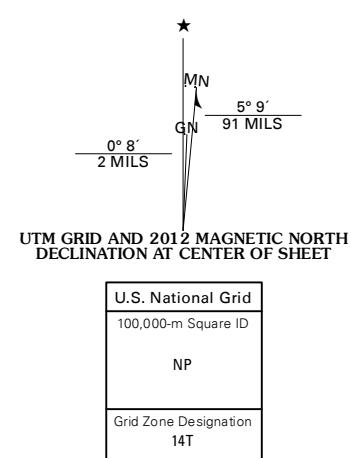 ★
MN
GN
5° 9´
91 MILS
0° 8´
2 MILS
UTM GRID AND 2012 MAGNETIC NORTH
DECLINATION AT CENTER OF SHEET
U.S. National Grid
100,000-m Square ID
NP
Grid Zone Designation
14T